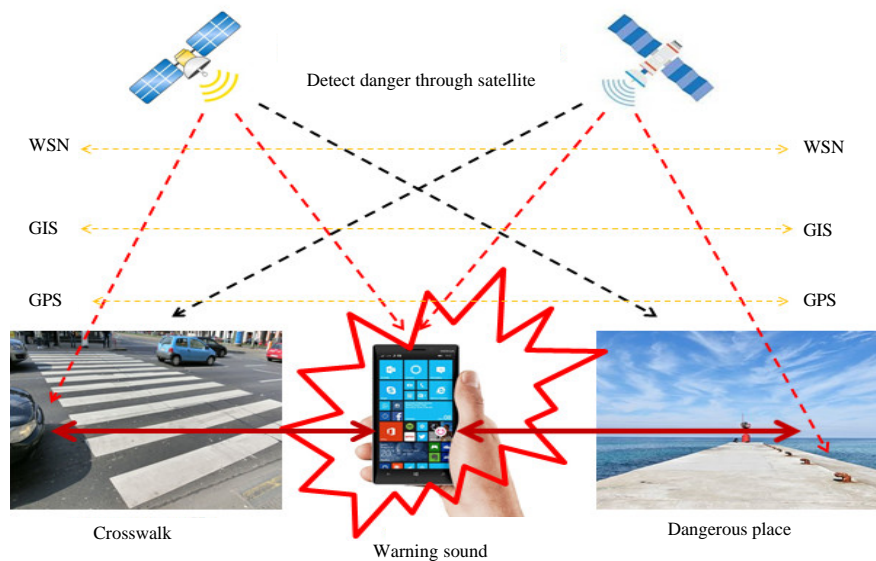 Detect danger through satellite
WSN
WSN
GIS
GIS
GPS
GPS
Crosswalk
Warning sound
Dangerous place